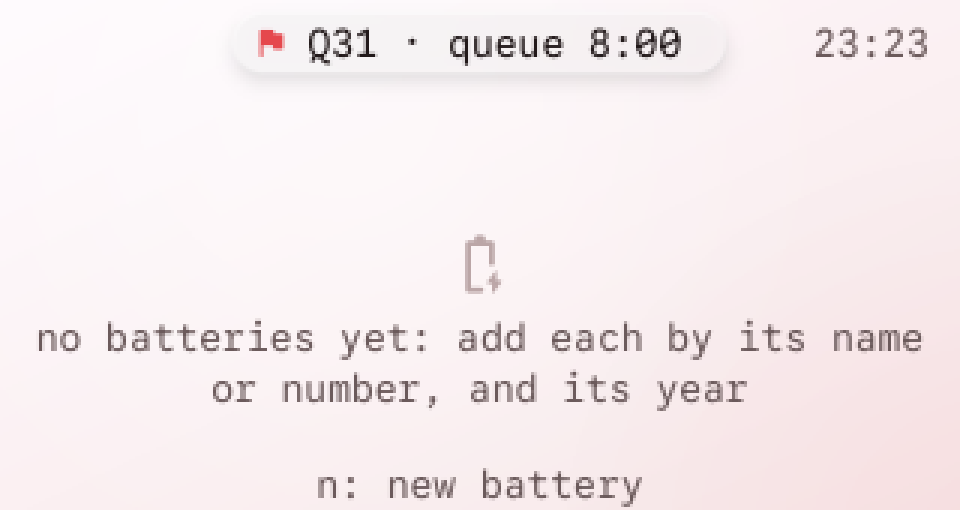 Q31 · queue 8:00
23:23
no batteries yet: add each by its name
or number, and its year
n: new battery